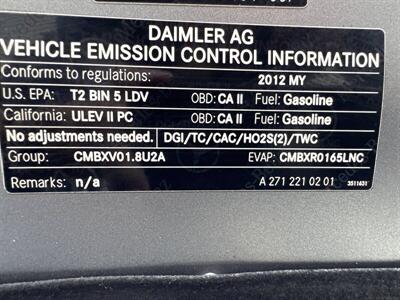 DAIMLER AG
VEHICLE EMISSION CONTROL INFORMATION
Conforms to regulations: 2012 MY
U.S. EPA: T2 BIN 5 LDV OBD: CA II Fuel: Gasoline
California: ULEV II PC OBD: CA II Fuel: Gasoline
No adjustments needed. DGI/TC/CAC/HO2S(2)/TWC
Group: CMBXV01.8U2A EVAP: CMBXR0165LNC
Remarks: n/a A 271 221 02 01 3511631